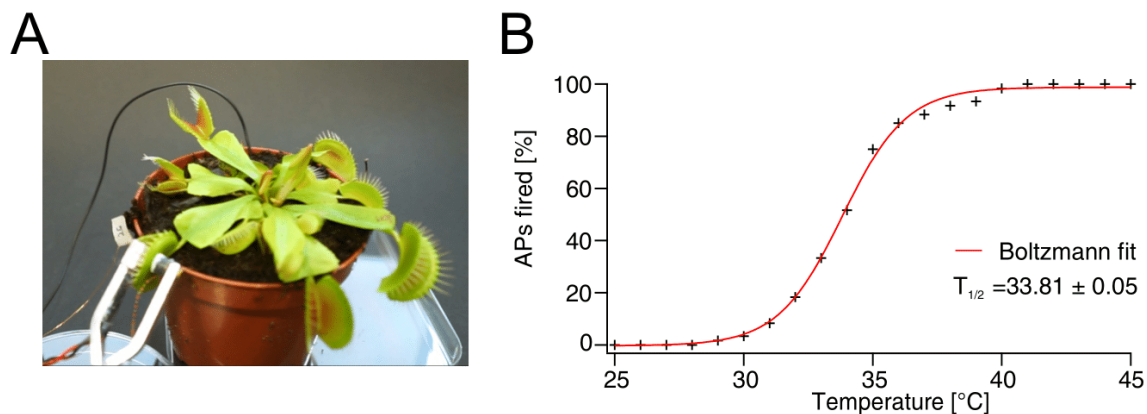 A
B
100
80
60
40
20
0
APs fired [%]
Boltzmann fit
T1/2 =33.81 ± 0.05
25
30
35
40
45
Temperature [°C]